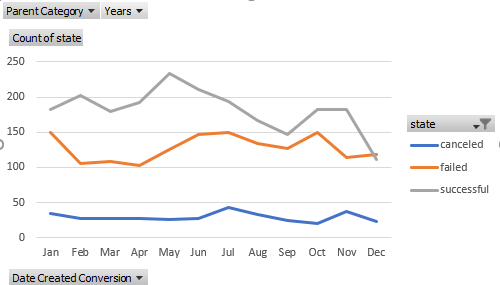 Parent Category Years
Count of state
250
200
150
100
50
0
Jan Feb Mar Apr May Jun Jul Aug Sep Oct Nov Dec
state
canceled
failed
successful
Date Created Conversion